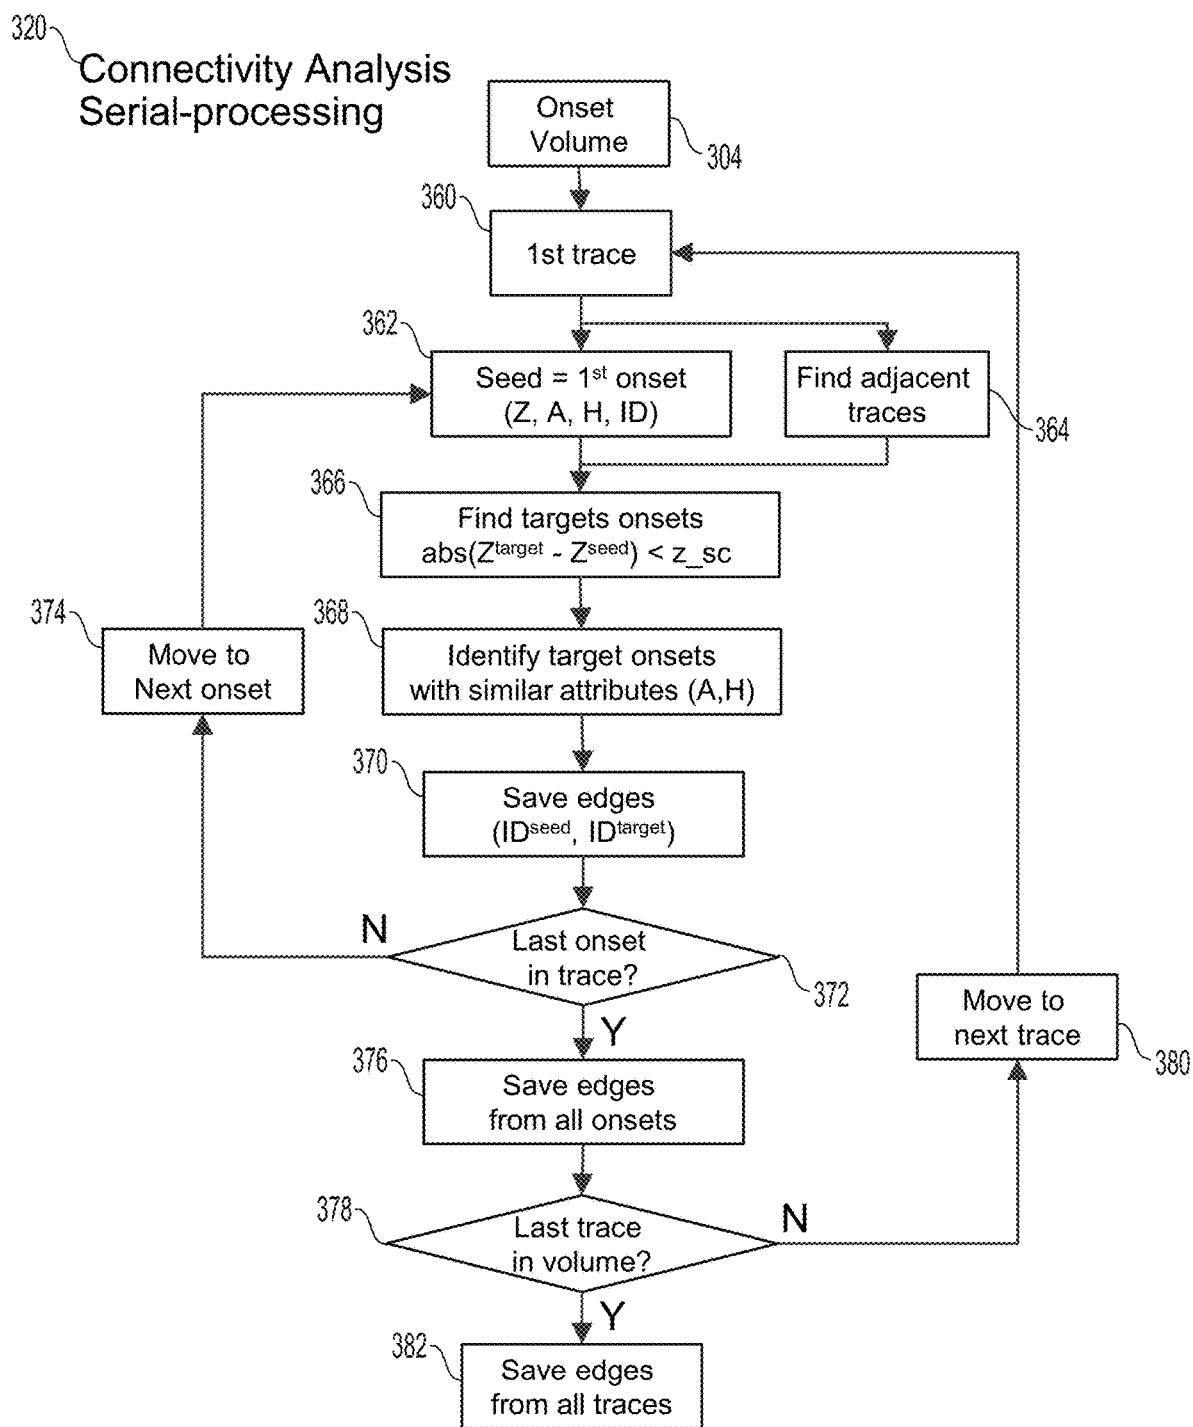 320
Connectivity Analysis
Serial-processing
Onset
Volume
304
360
1st trace
362
Seed = 1st onset
(Z, A, H, ID)
Find adjacent
traces
364
366
Find targets onsets
abs(Ztarget - Zseed) < z_sc
374
Move to
Next onset
368
Identify target onsets
with similar attributes (A,H)
370
Save edges
(IDseed, IDtarget)
N
Last onset
in trace?
372
Y
Move to
next trace
380
376
Save edges
from all onsets
378
Last trace
in volume?
N
Y
382
Save edges
from all traces